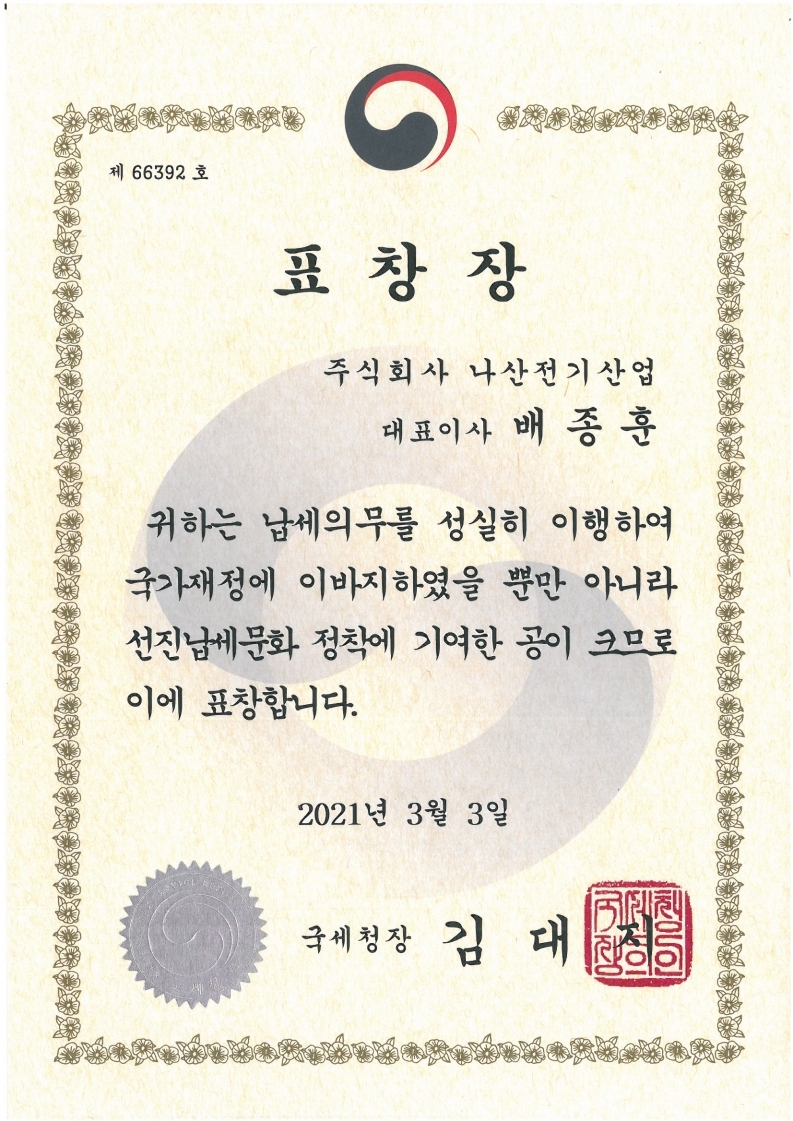 제 66392 호
표 창 장
주식회사 나산전기산업
대표이사 배 종 훈
귀하는 납세의무를 성실히 이행하여
국가재정에 이바지하였을 뿐만 아니라
선진납세문화 정착에 기여한 공이 크므로
이에 표창합니다.
2021년 3월 3일
국세청장 김 대 지